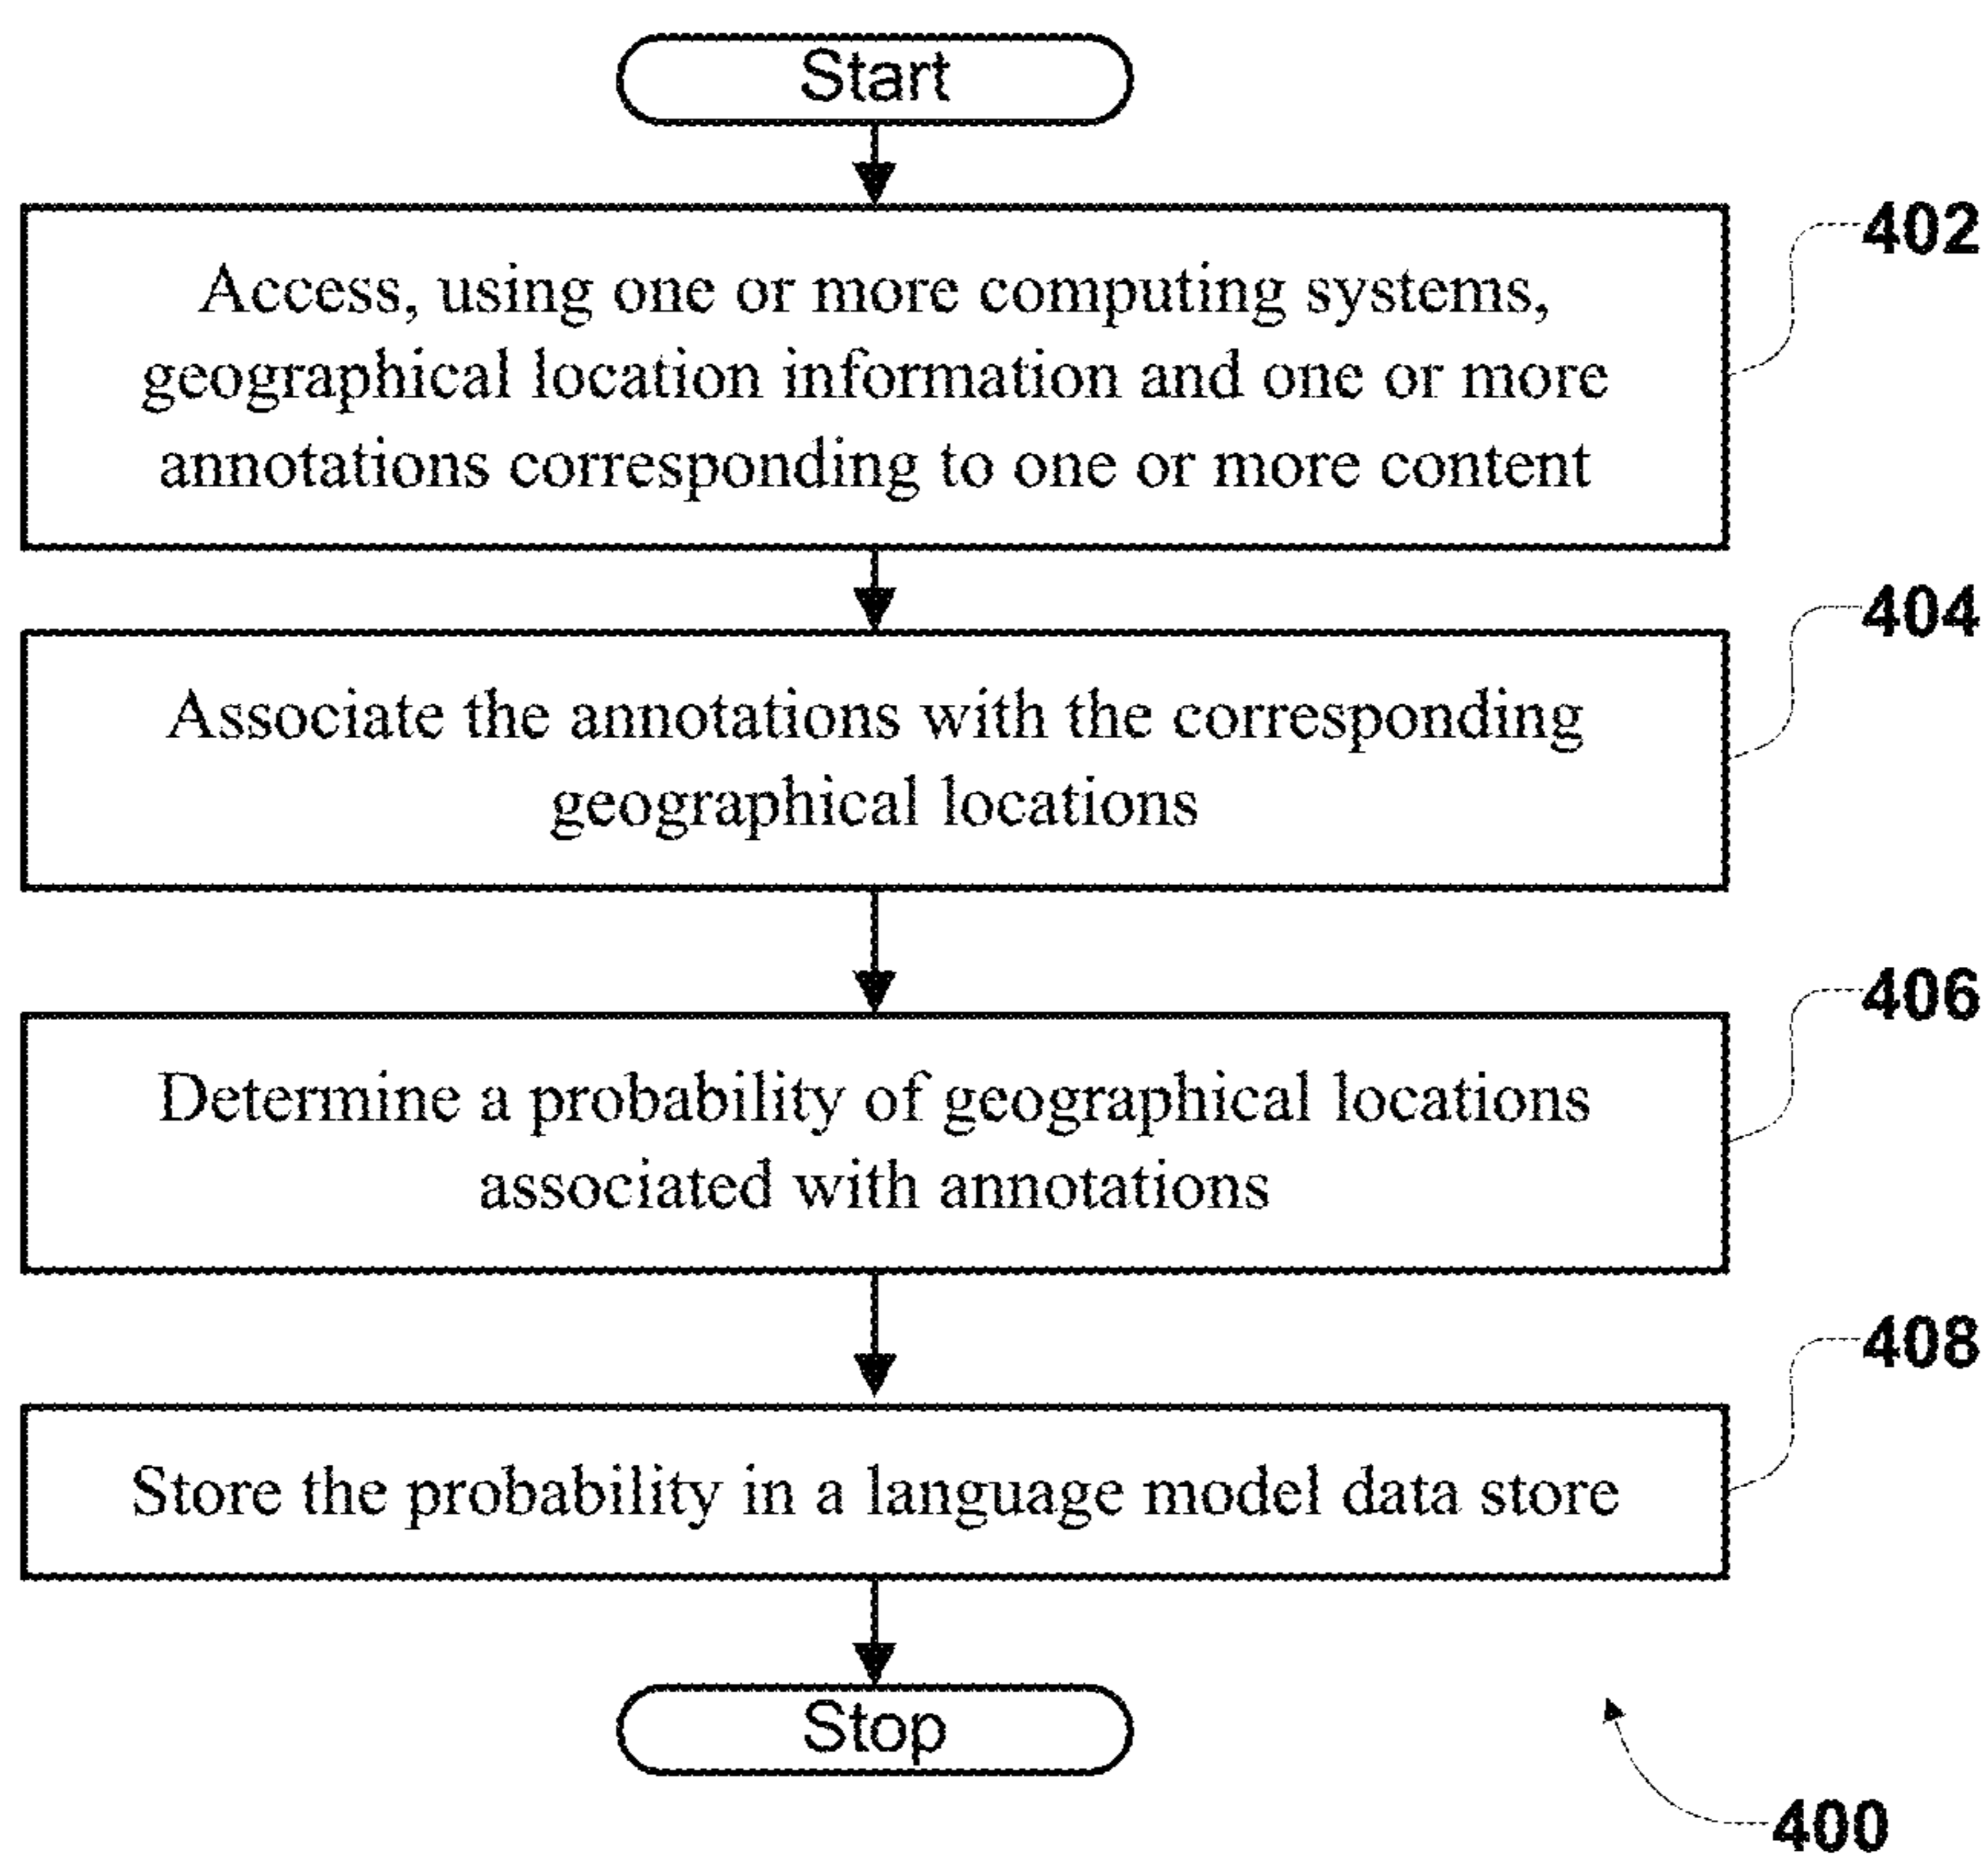 Start
402
Access, using one or more computing systems,
geographical location information and one or more
annotations corresponding to one or more content
404
Associate the annotations with the corresponding
geographical locations
406
Determine a probability of geographical locations
associated with annotations
408
Store the probability in a language model data store
Stop
400